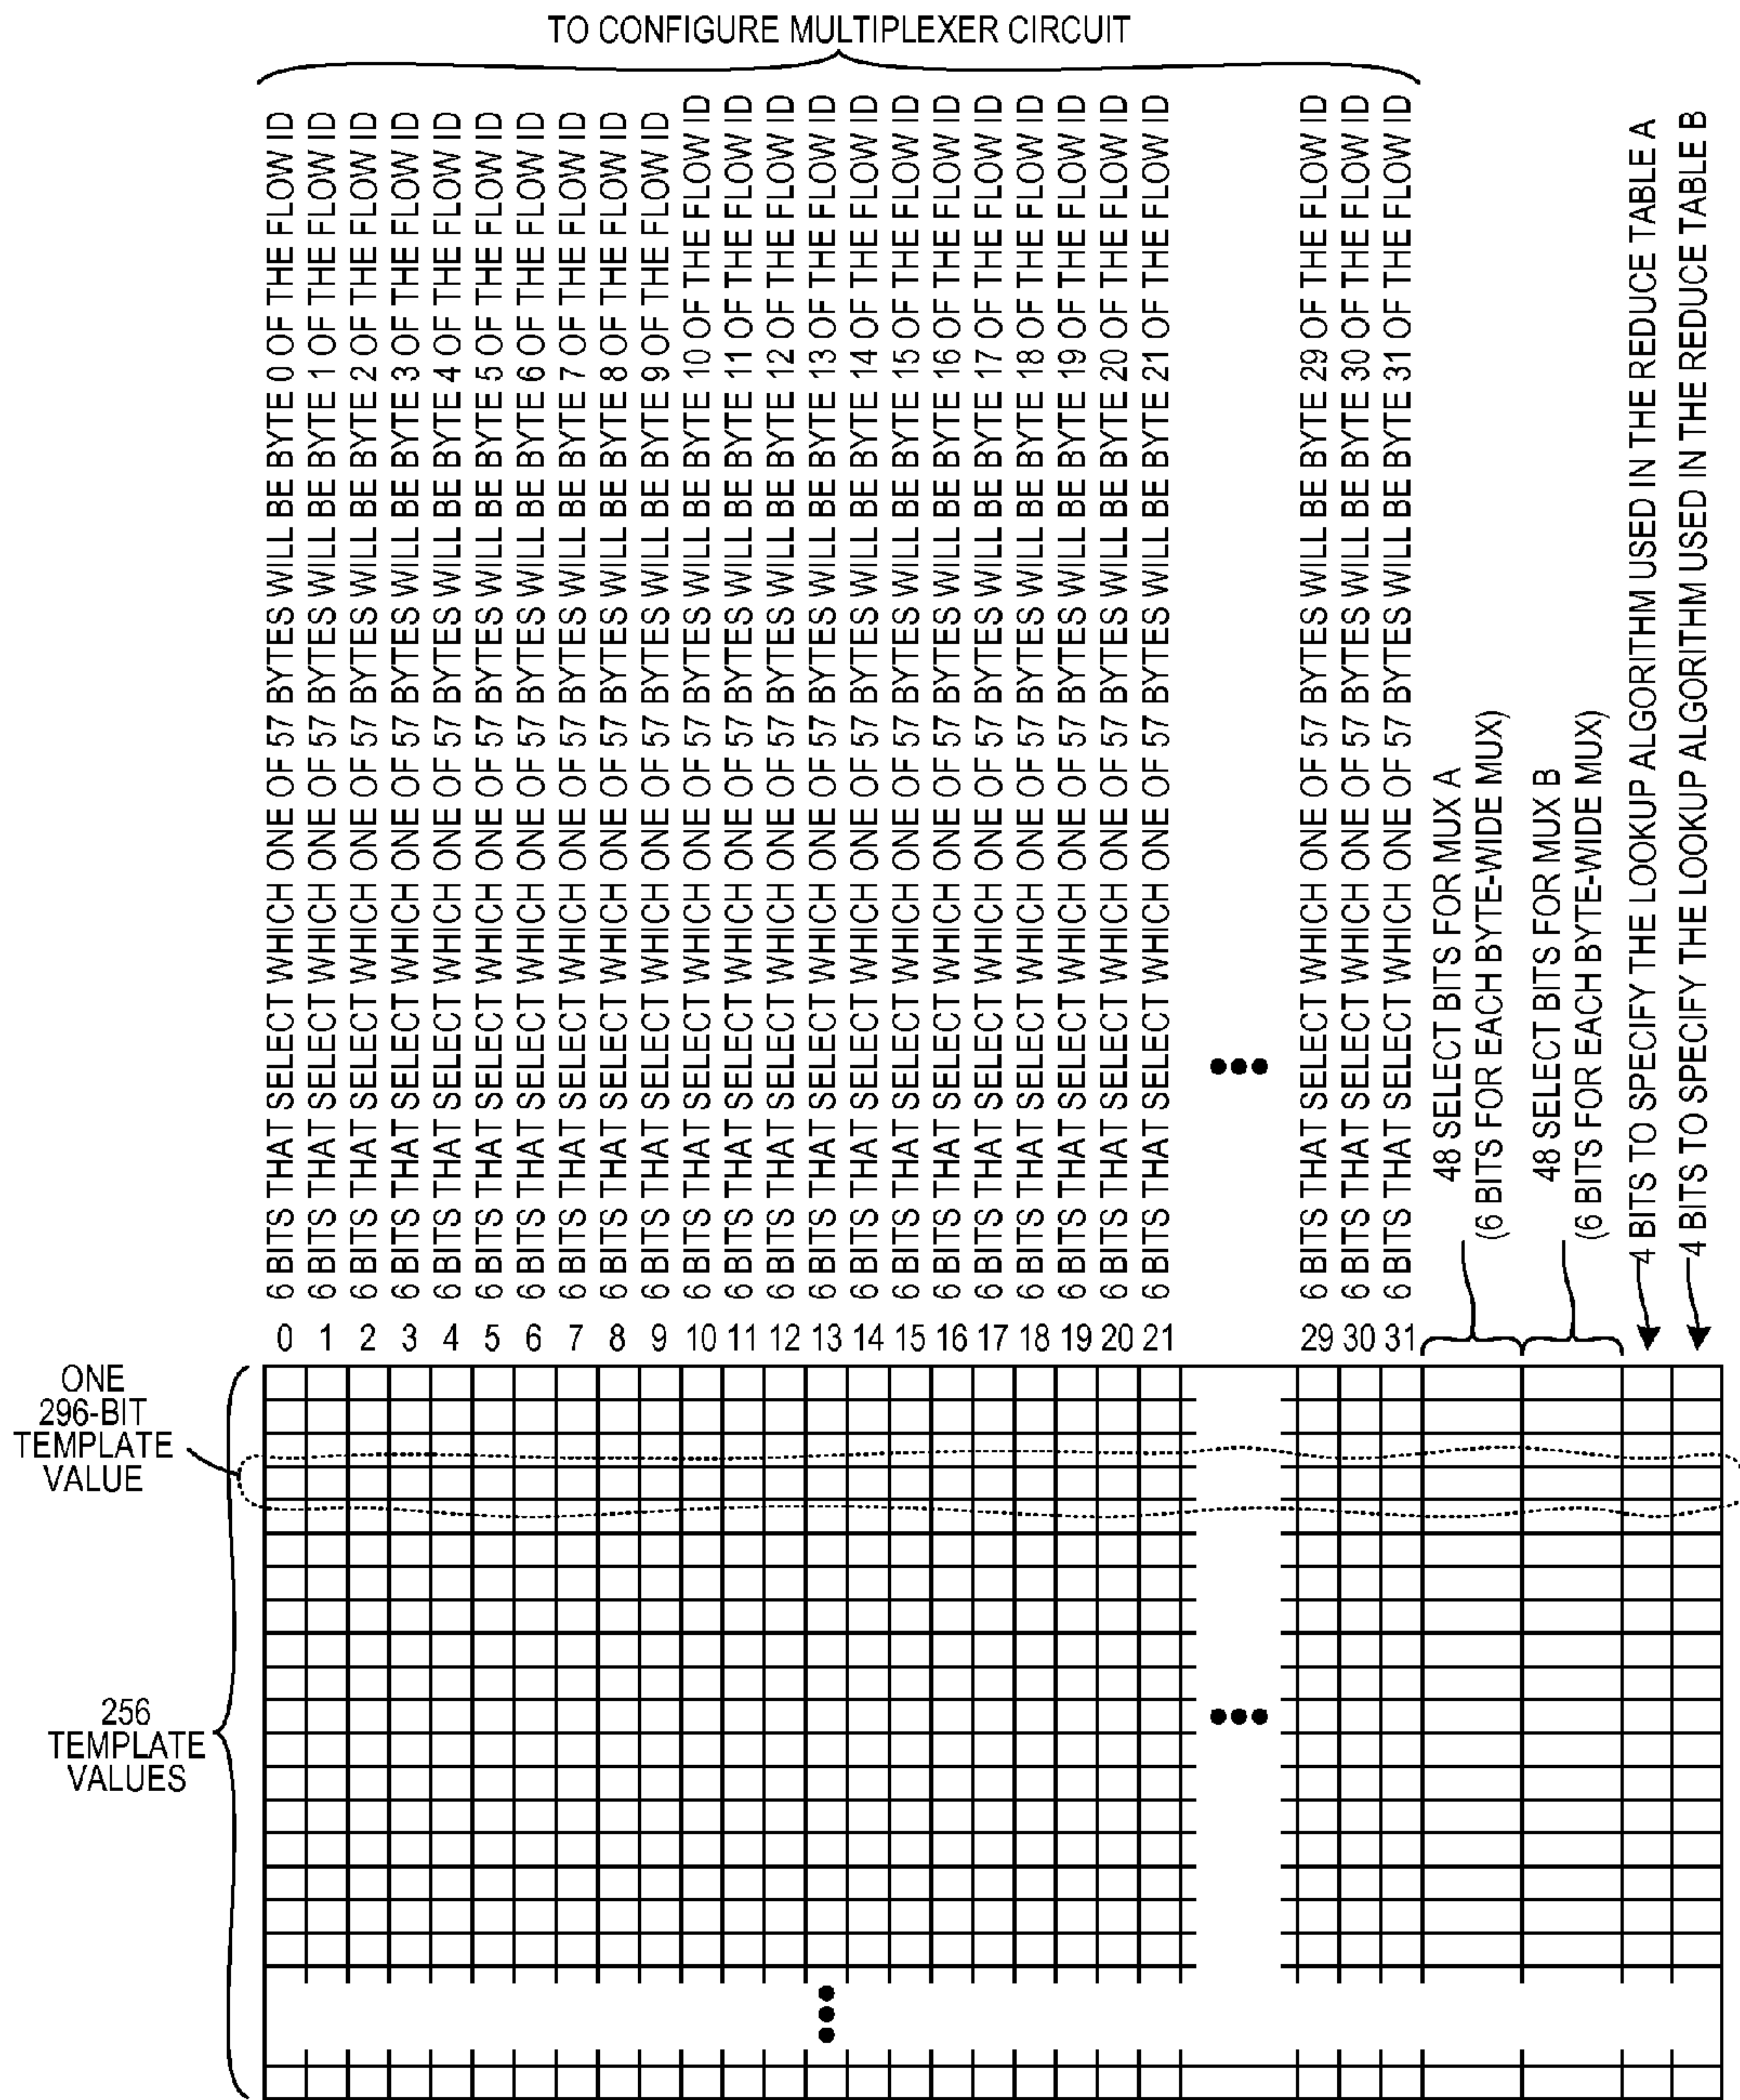 TO CONFIGURE MULTIPLEXER CIRCUIT
6 BITS THAT SELECT WHICH ONE OF 57 BYTES WILL BE BYTE 0 OF THE FLOW ID
6 BITS THAT SELECT WHICH ONE OF 57 BYTES WILL BE BYTE 1 OF THE FLOW ID
6 BITS THAT SELECT WHICH ONE OF 57 BYTES WILL BE BYTE 2 OF THE FLOW ID
6 BITS THAT SELECT WHICH ONE OF 57 BYTES WILL BE BYTE 3 OF THE FLOW ID
6 BITS THAT SELECT WHICH ONE OF 57 BYTES WILL BE BYTE 4 OF THE FLOW ID
6 BITS THAT SELECT WHICH ONE OF 57 BYTES WILL BE BYTE 5 OF THE FLOW ID
6 BITS THAT SELECT WHICH ONE OF 57 BYTES WILL BE BYTE 6 OF THE FLOW ID
6 BITS THAT SELECT WHICH ONE OF 57 BYTES WILL BE BYTE 7 OF THE FLOW ID
6 BITS THAT SELECT WHICH ONE OF 57 BYTES WILL BE BYTE 8 OF THE FLOW ID
6 BITS THAT SELECT WHICH ONE OF 57 BYTES WILL BE BYTE 9 OF THE FLOW ID
6 BITS THAT SELECT WHICH ONE OF 57 BYTES WILL BE BYTE 10 OF THE FLOW ID
6 BITS THAT SELECT WHICH ONE OF 57 BYTES WILL BE BYTE 11 OF THE FLOW ID
6 BITS THAT SELECT WHICH ONE OF 57 BYTES WILL BE BYTE 12 OF THE FLOW ID
6 BITS THAT SELECT WHICH ONE OF 57 BYTES WILL BE BYTE 13 OF THE FLOW ID
6 BITS THAT SELECT WHICH ONE OF 57 BYTES WILL BE BYTE 14 OF THE FLOW ID
6 BITS THAT SELECT WHICH ONE OF 57 BYTES WILL BE BYTE 15 OF THE FLOW ID
6 BITS THAT SELECT WHICH ONE OF 57 BYTES WILL BE BYTE 16 OF THE FLOW ID
6 BITS THAT SELECT WHICH ONE OF 57 BYTES WILL BE BYTE 17 OF THE FLOW ID
6 BITS THAT SELECT WHICH ONE OF 57 BYTES WILL BE BYTE 18 OF THE FLOW ID
6 BITS THAT SELECT WHICH ONE OF 57 BYTES WILL BE BYTE 19 OF THE FLOW ID
6 BITS THAT SELECT WHICH ONE OF 57 BYTES WILL BE BYTE 20 OF THE FLOW ID
6 BITS THAT SELECT WHICH ONE OF 57 BYTES WILL BE BYTE 21 OF THE FLOW ID
6 BITS THAT SELECT WHICH ONE OF 57 BYTES WILL BE BYTE 29 OF THE FLOW ID
6 BITS THAT SELECT WHICH ONE OF 57 BYTES WILL BE BYTE 30 OF THE FLOW ID
6 BITS THAT SELECT WHICH ONE OF 57 BYTES WILL BE BYTE 31 OF THE FLOW ID
48 SELECT BITS FOR MUX A
(6 BITS FOR EACH BYTE-WIDE MUX)
48 SELECT BITS FOR MUX B
(6 BITS FOR EACH BYTE-WIDE MUX)
4 BITS TO SPECIFY THE LOOKUP ALGORITHM USED IN THE REDUCE TABLE A
4 BITS TO SPECIFY THE LOOKUP ALGORITHM USED IN THE REDUCE TABLE B
0 1 2 3 4 5 6 7 8 9 10 11 12 13 14 15 16 17 18 19 20 21 29 30 31
ONE
296-BIT
TEMPLATE
VALUE
256
TEMPLATE
VALUES